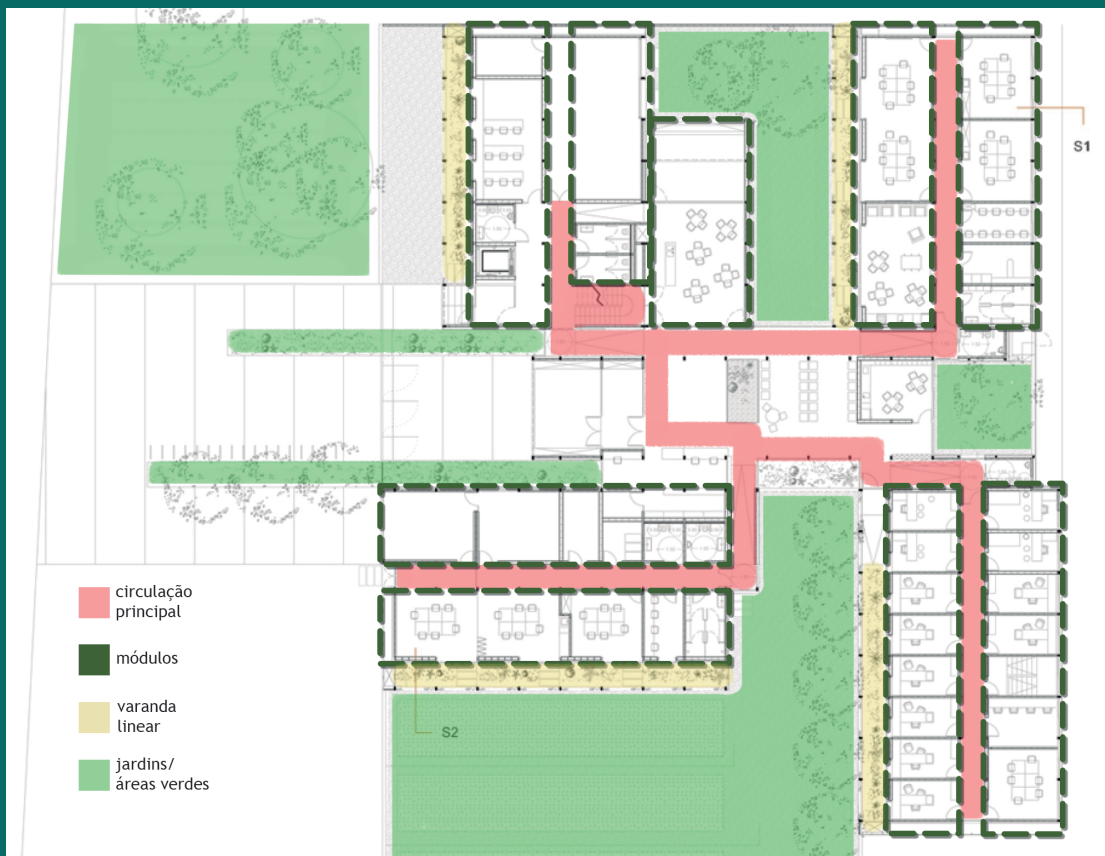 S1
circulação
principal
módulos
varanda
linear
S2
jardins/
áreas verdes